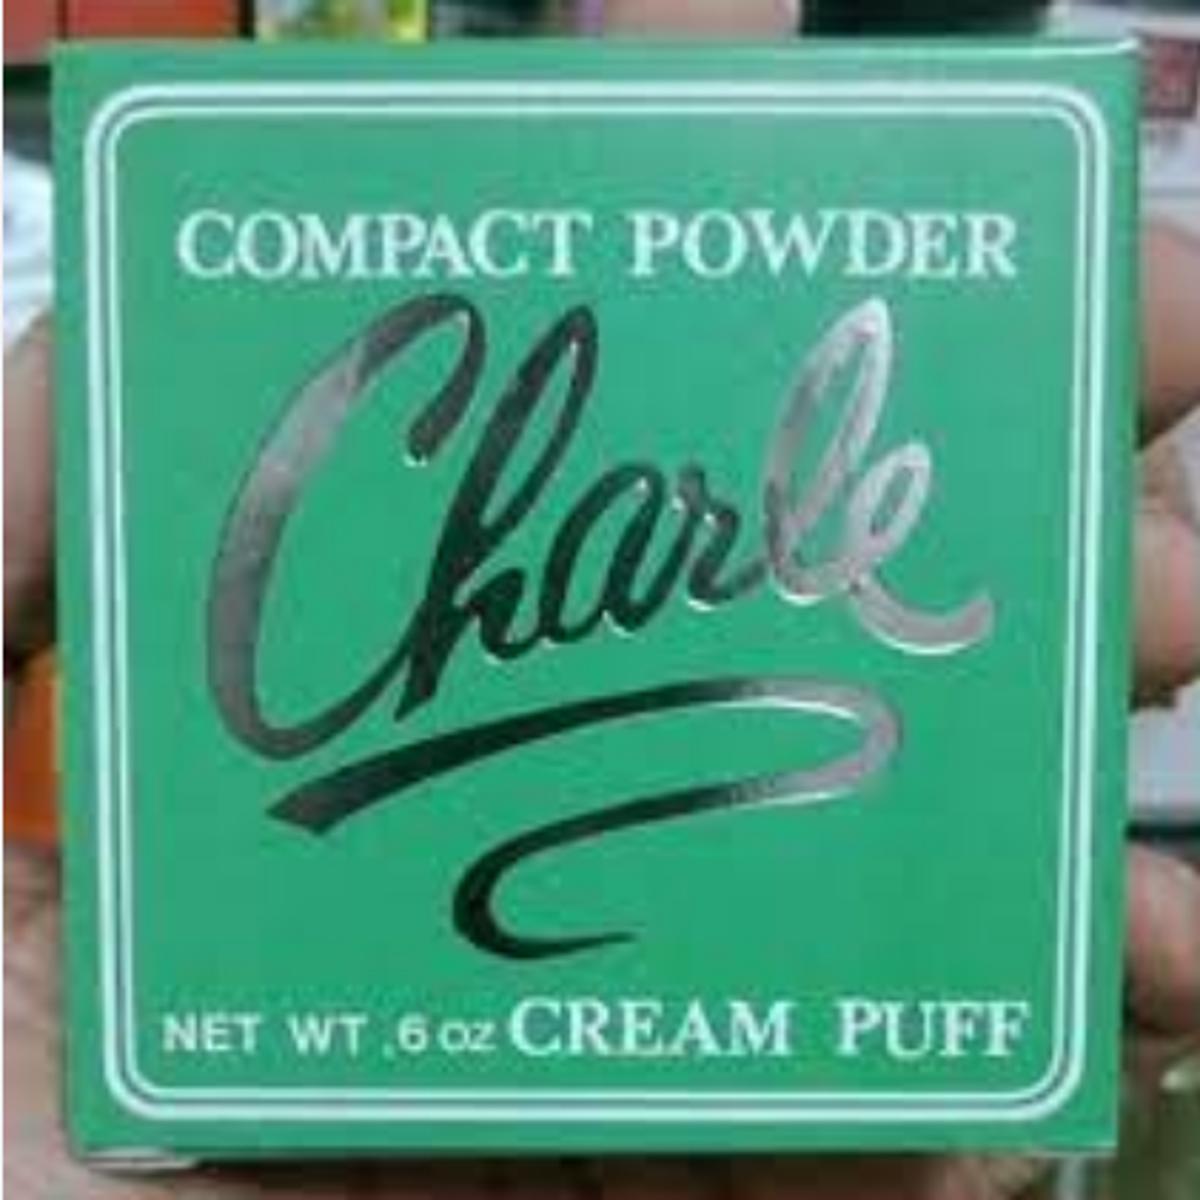 COMPACT POWDER
Charle
NET WT .6 oz CREAM PUFF